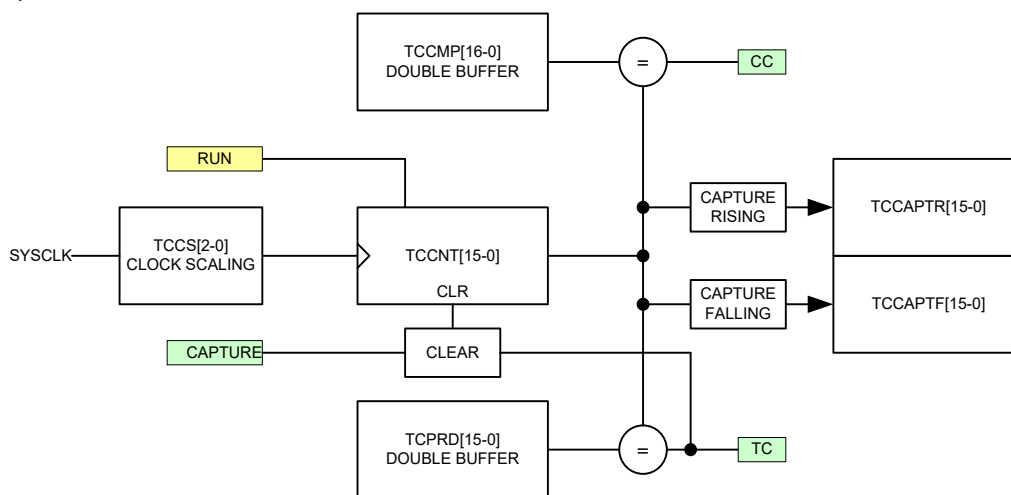 TCCMP[16-0]
DOUBLE BUFFER
=
CC
RUN
CAPTURE
RISING
TCCAPTR[15-0]
SYSCLK
TCCS[2-0]
CLOCK SCALING
TCCNT[15-0]
CLR
CAPTURE
FALLING
TCCAPTF[15-0]
CAPTURE
CLEAR
TCPRD[15-0]
DOUBLE BUFFER
=
TC